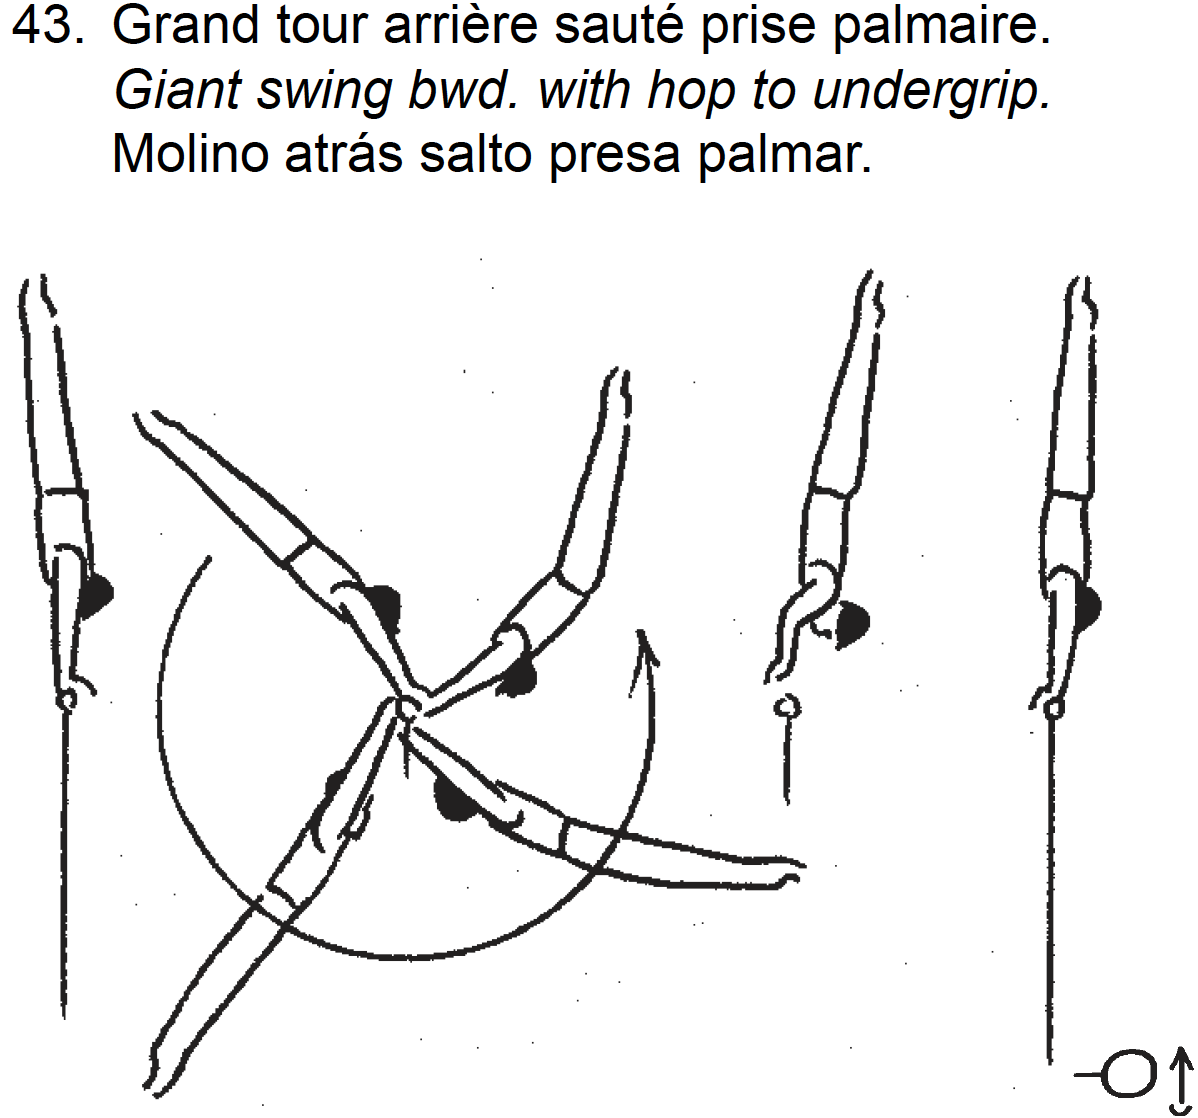 43. Grand tour arrière sauté prise palmaire.
Giant swing bwd. with hop to undergrip.
Molino atrás salto presa palmar.